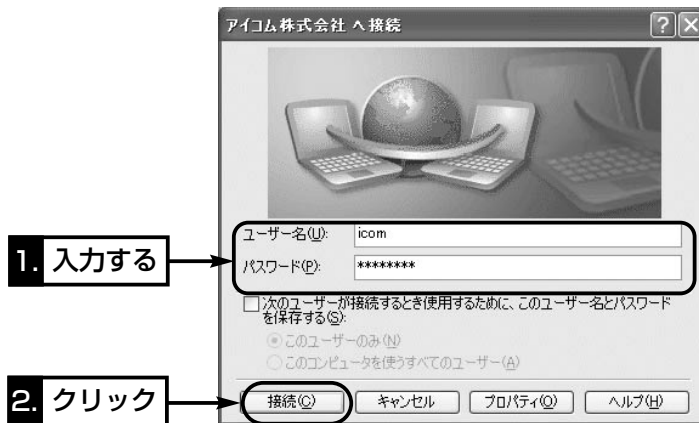 アイコム株式会社 へ接続
ユーザー名(U):
icom
1. 入力する
パスワード(P):
********
次のユーザーが接続するとき使用するために、このユーザー名とパスワード
を保存する(S):
このユーザーのみ(N)
このコンピュータを使うすべてのユーザー(A)
2. クリック
接続(C) キャンセル プロパティ(O) ヘルプ(H)